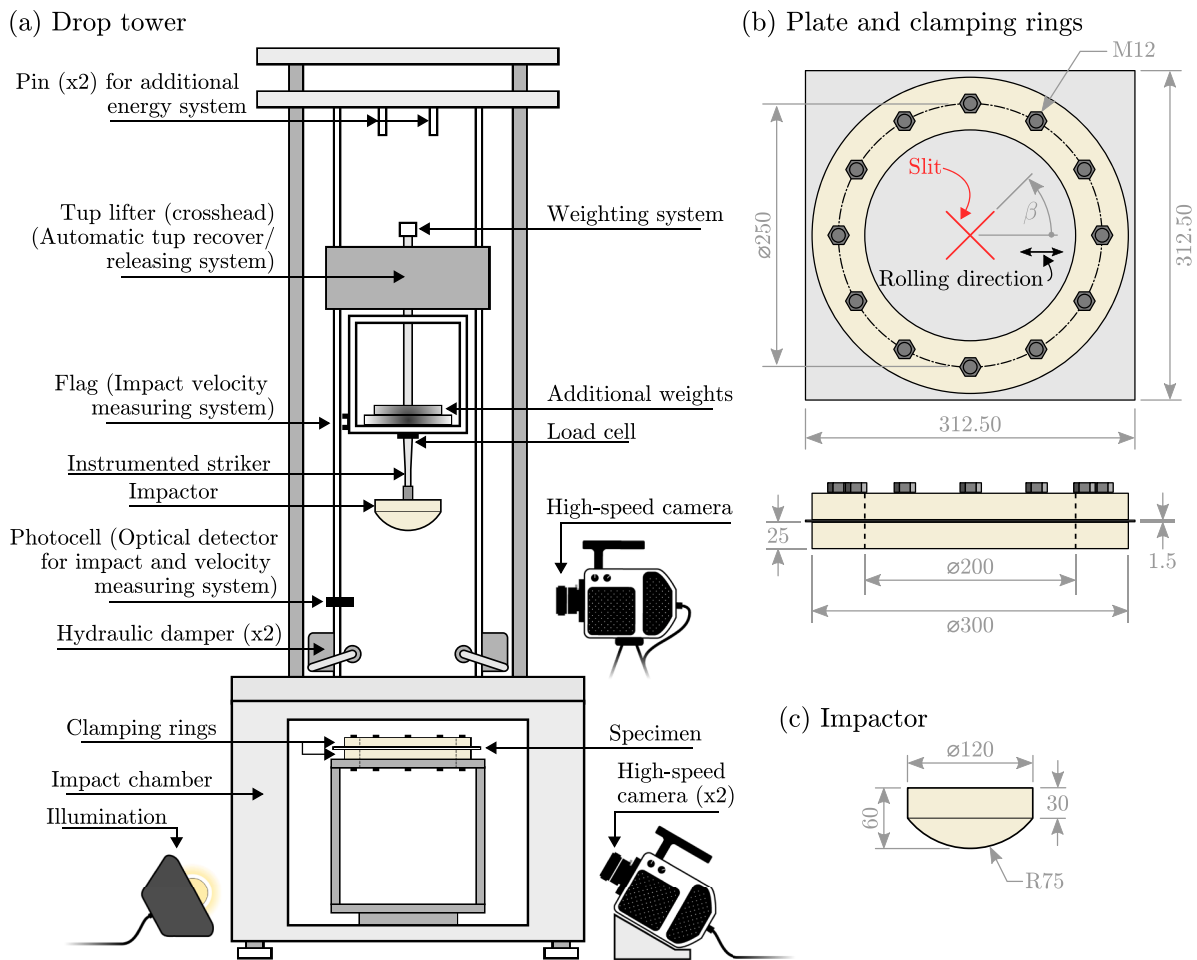 (a) Drop tower
Pin (x2) for additional
energy system
Tup lifter (crosshead)
(Automatic tup recover/
releasing system)
Weighting system
Flag (Impact velocity
measuring system)
Additional weights
Load cell
Instrumented striker
Impactor
High-speed camera
Photocell (Optical detector
for impact and velocity
measuring system)
Hydraulic damper (x2)
Clamping rings
Specimen
Impact chamber
High-speed
camera (x2)
Illumination
(b) Plate and clamping rings
M12
Slit
β
⌀250
312.50
Rolling direction
312.50
25
1.5
⌀200
⌀300
(c) Impactor
⌀120
60
30
R75